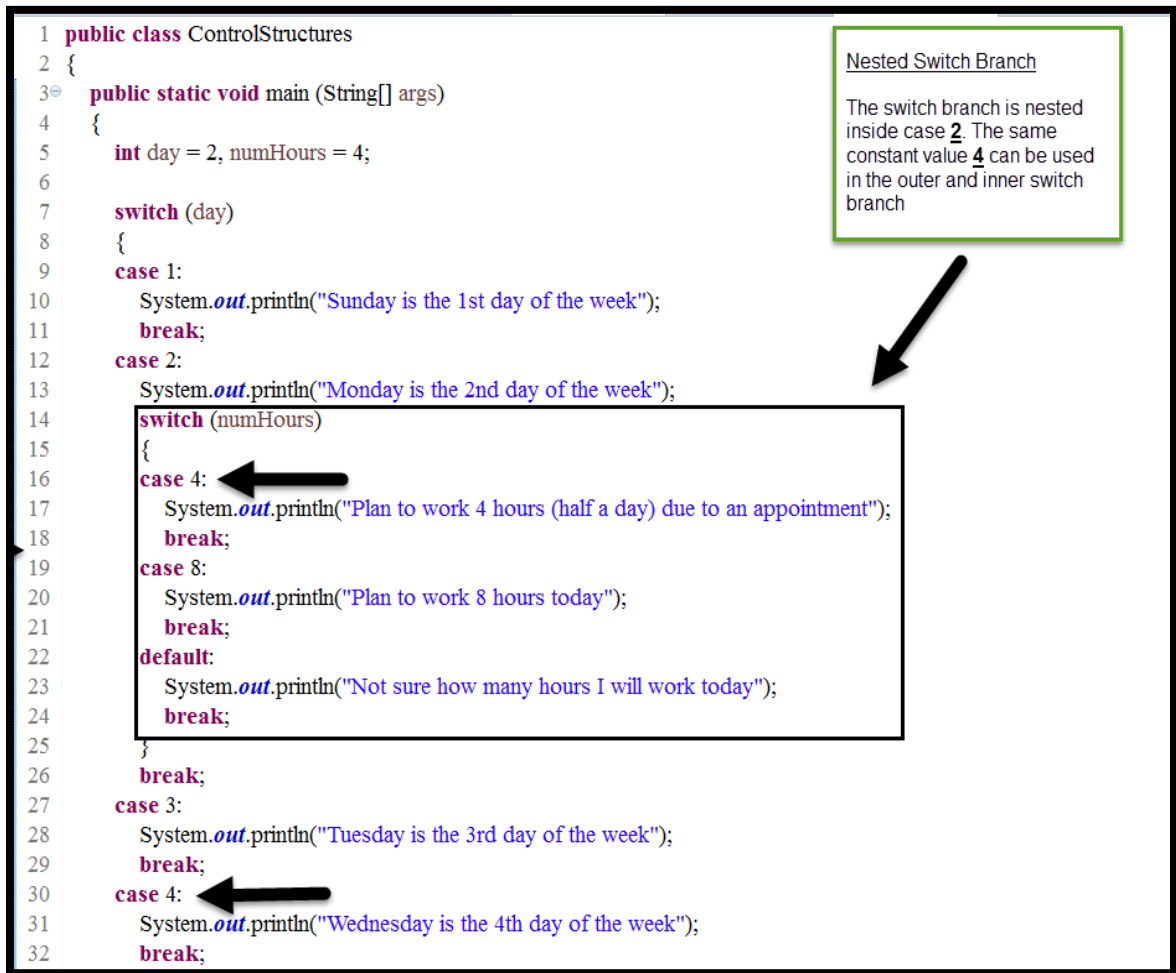 1 public class ControlStructures
2 {
3 public static void main (String[] args)
4 {
5 int day = 2, numHours = 4;
6
7 switch (day)
8 {
9 case 1:
10 System.out.println("Sunday is the 1st day of the week");
11 break;
12 case 2:
13 System.out.println("Monday is the 2nd day of the week");
14 switch (numHours)
15 {
16 case 4:
17 System.out.println("Plan to work 4 hours (half a day) due to an appointment");
18 break;
19 case 8:
20 System.out.println("Plan to work 8 hours today");
21 break;
22 default:
23 System.out.println("Not sure how many hours I will work today");
24 break;
25 }
26 break;
27 case 3:
28 System.out.println("Tuesday is the 3rd day of the week");
29 break;
30 case 4:
31 System.out.println("Wednesday is the 4th day of the week");
32 break;
Nested Switch Branch
The switch branch is nested
inside case 2. The same
constant value 4 can be used
in the outer and inner switch
branch